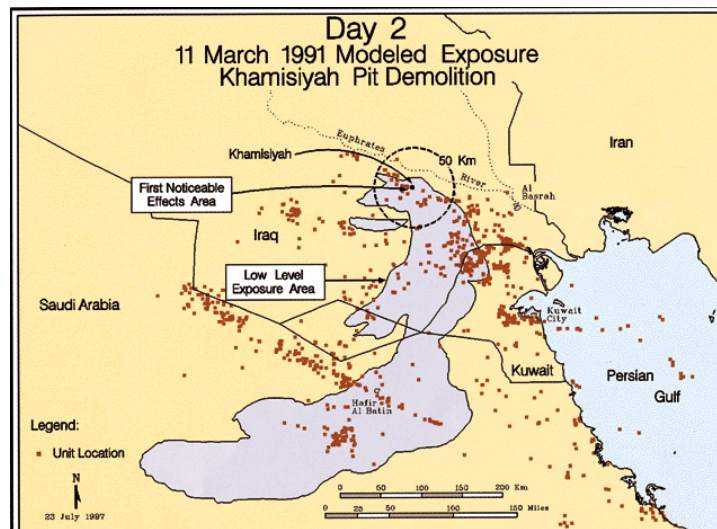 Day 2
11 March 1991 Modeled Exposure
Khamisiyah Pit Demolition
Iran
Euphrates
River
50 Km
Khamisiyah
First Noticeable
Effects Area
Al
Basrah
Iraq
Low Level
Exposure Area
Saudi Arabia
Kuwait
City
Kuwait
Persian
Gulf
Hafir
Al Batin
Legend:
Unit Location
N
23 July 1997
0 50 100 150 200
Km
0 25 50 100 150
Miles